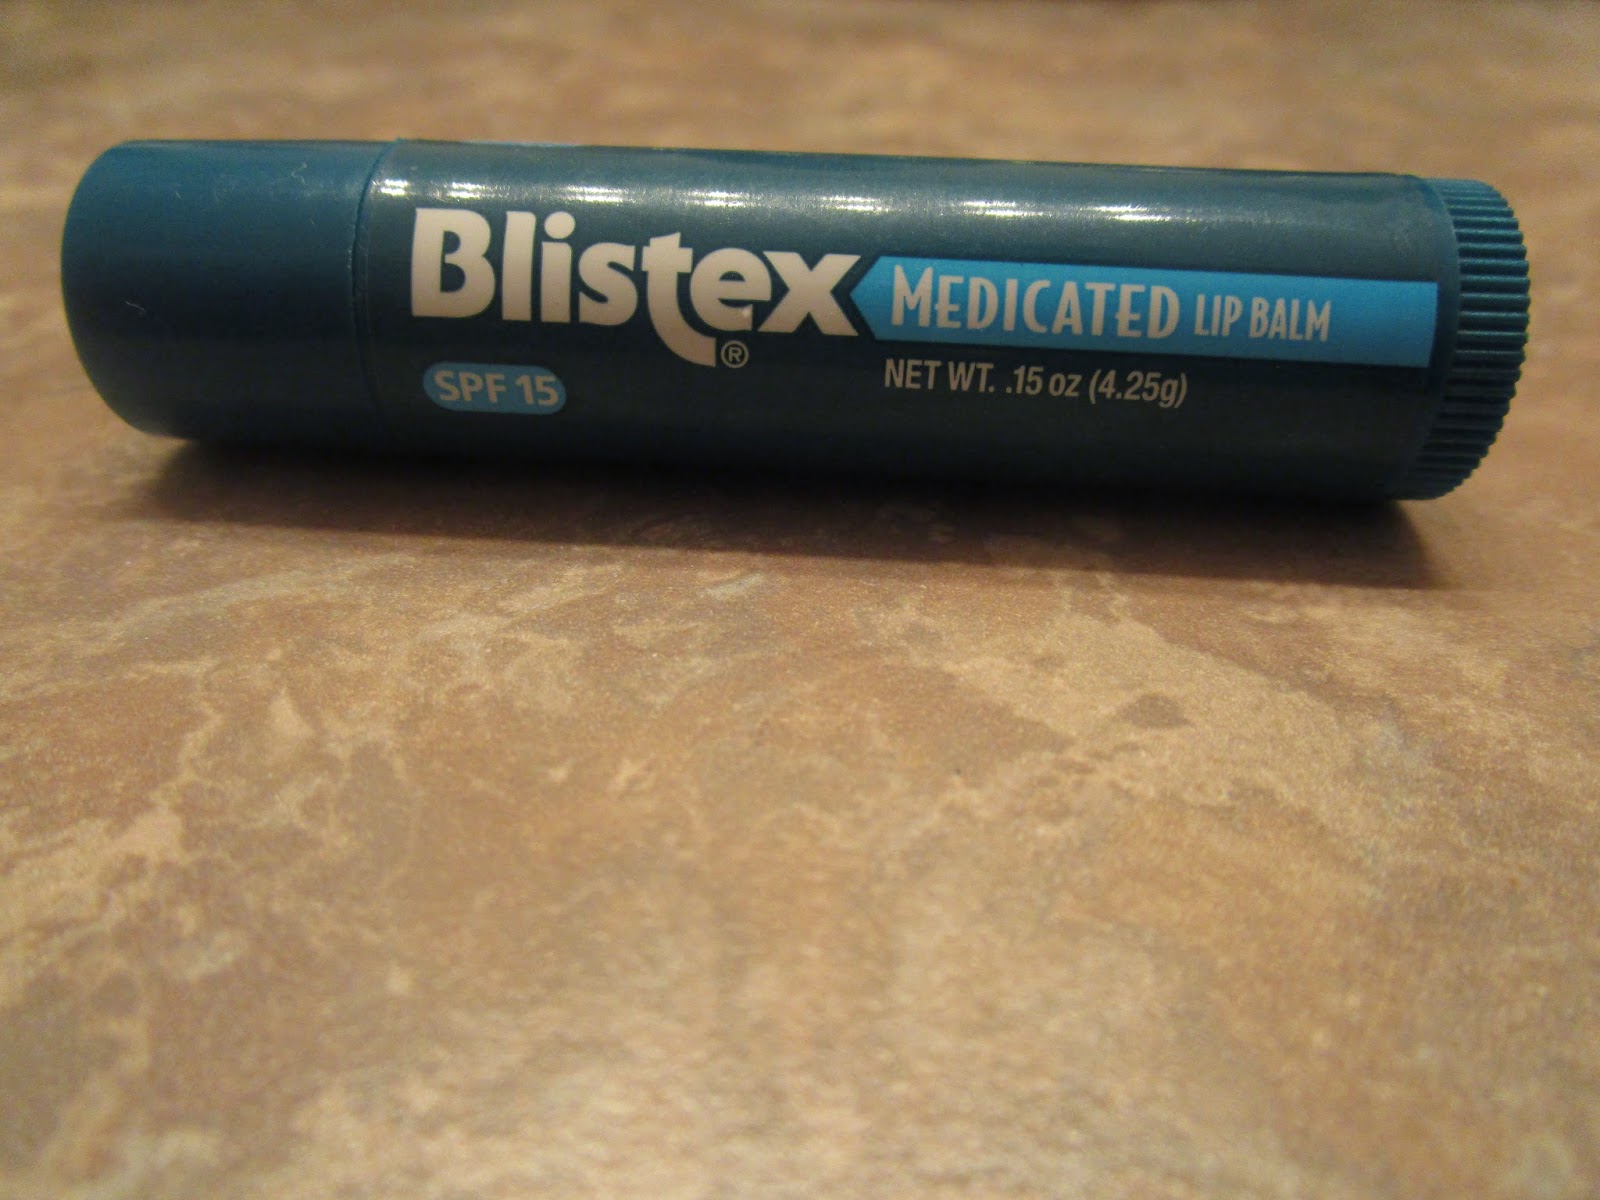 Blistex®
MEDICATED LIP BALM
SPF 15
NET WT. .15 oz (4.25g)